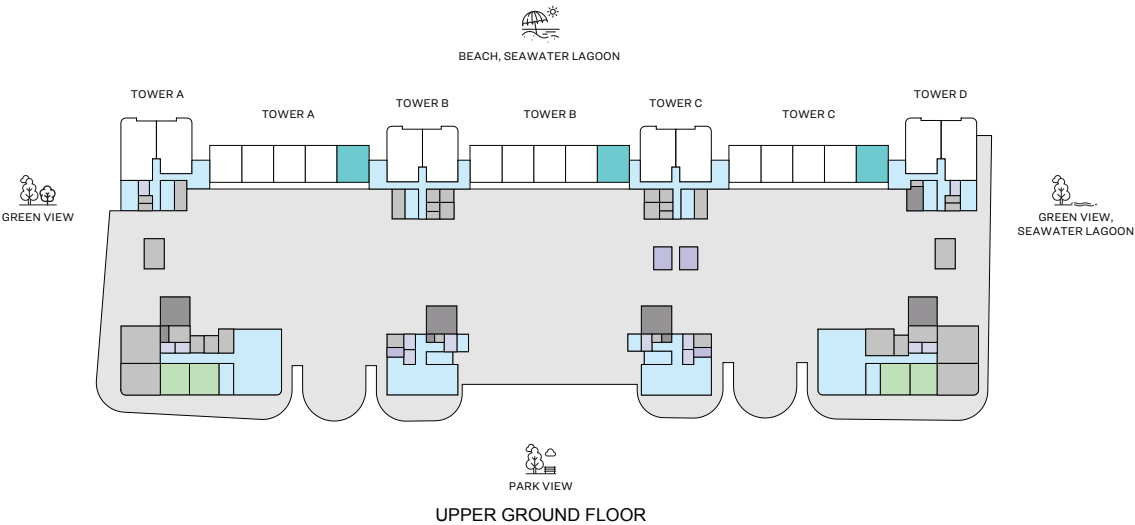 BEACH, SEAWATER LAGOON
TOWER A
TOWER A
TOWER B
TOWER B
TOWER C
TOWER C
TOWER D
GREEN VIEW
GREEN VIEW,
SEAWATER LAGOON
PARK VIEW
UPPER GROUND FLOOR